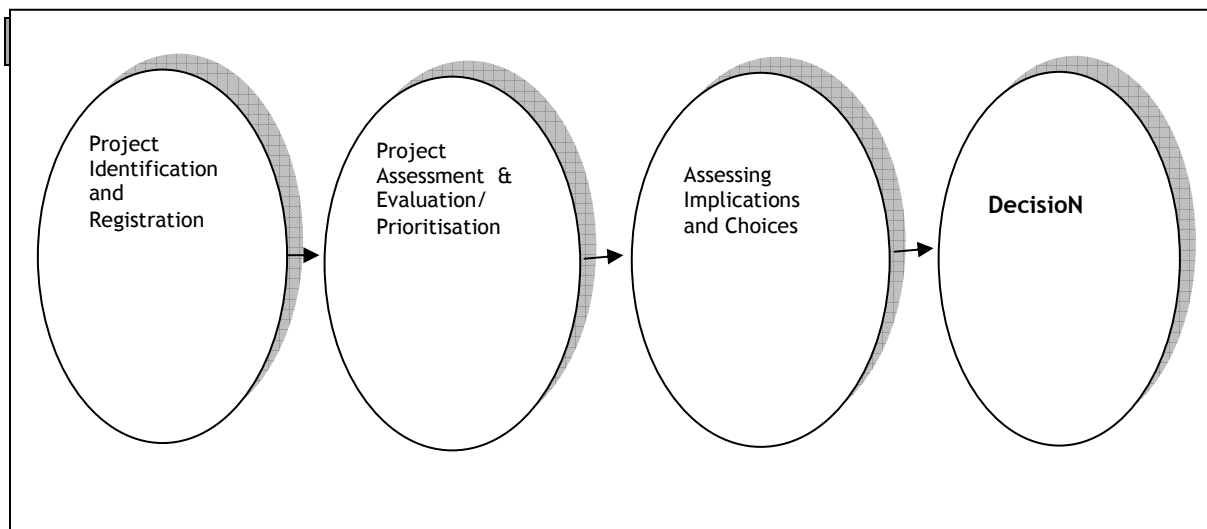 Project
Identification
and
Registration
Project
Assessment &
Evaluation/
Prioritisation
Assessing
Implications
and Choices
DecisioN